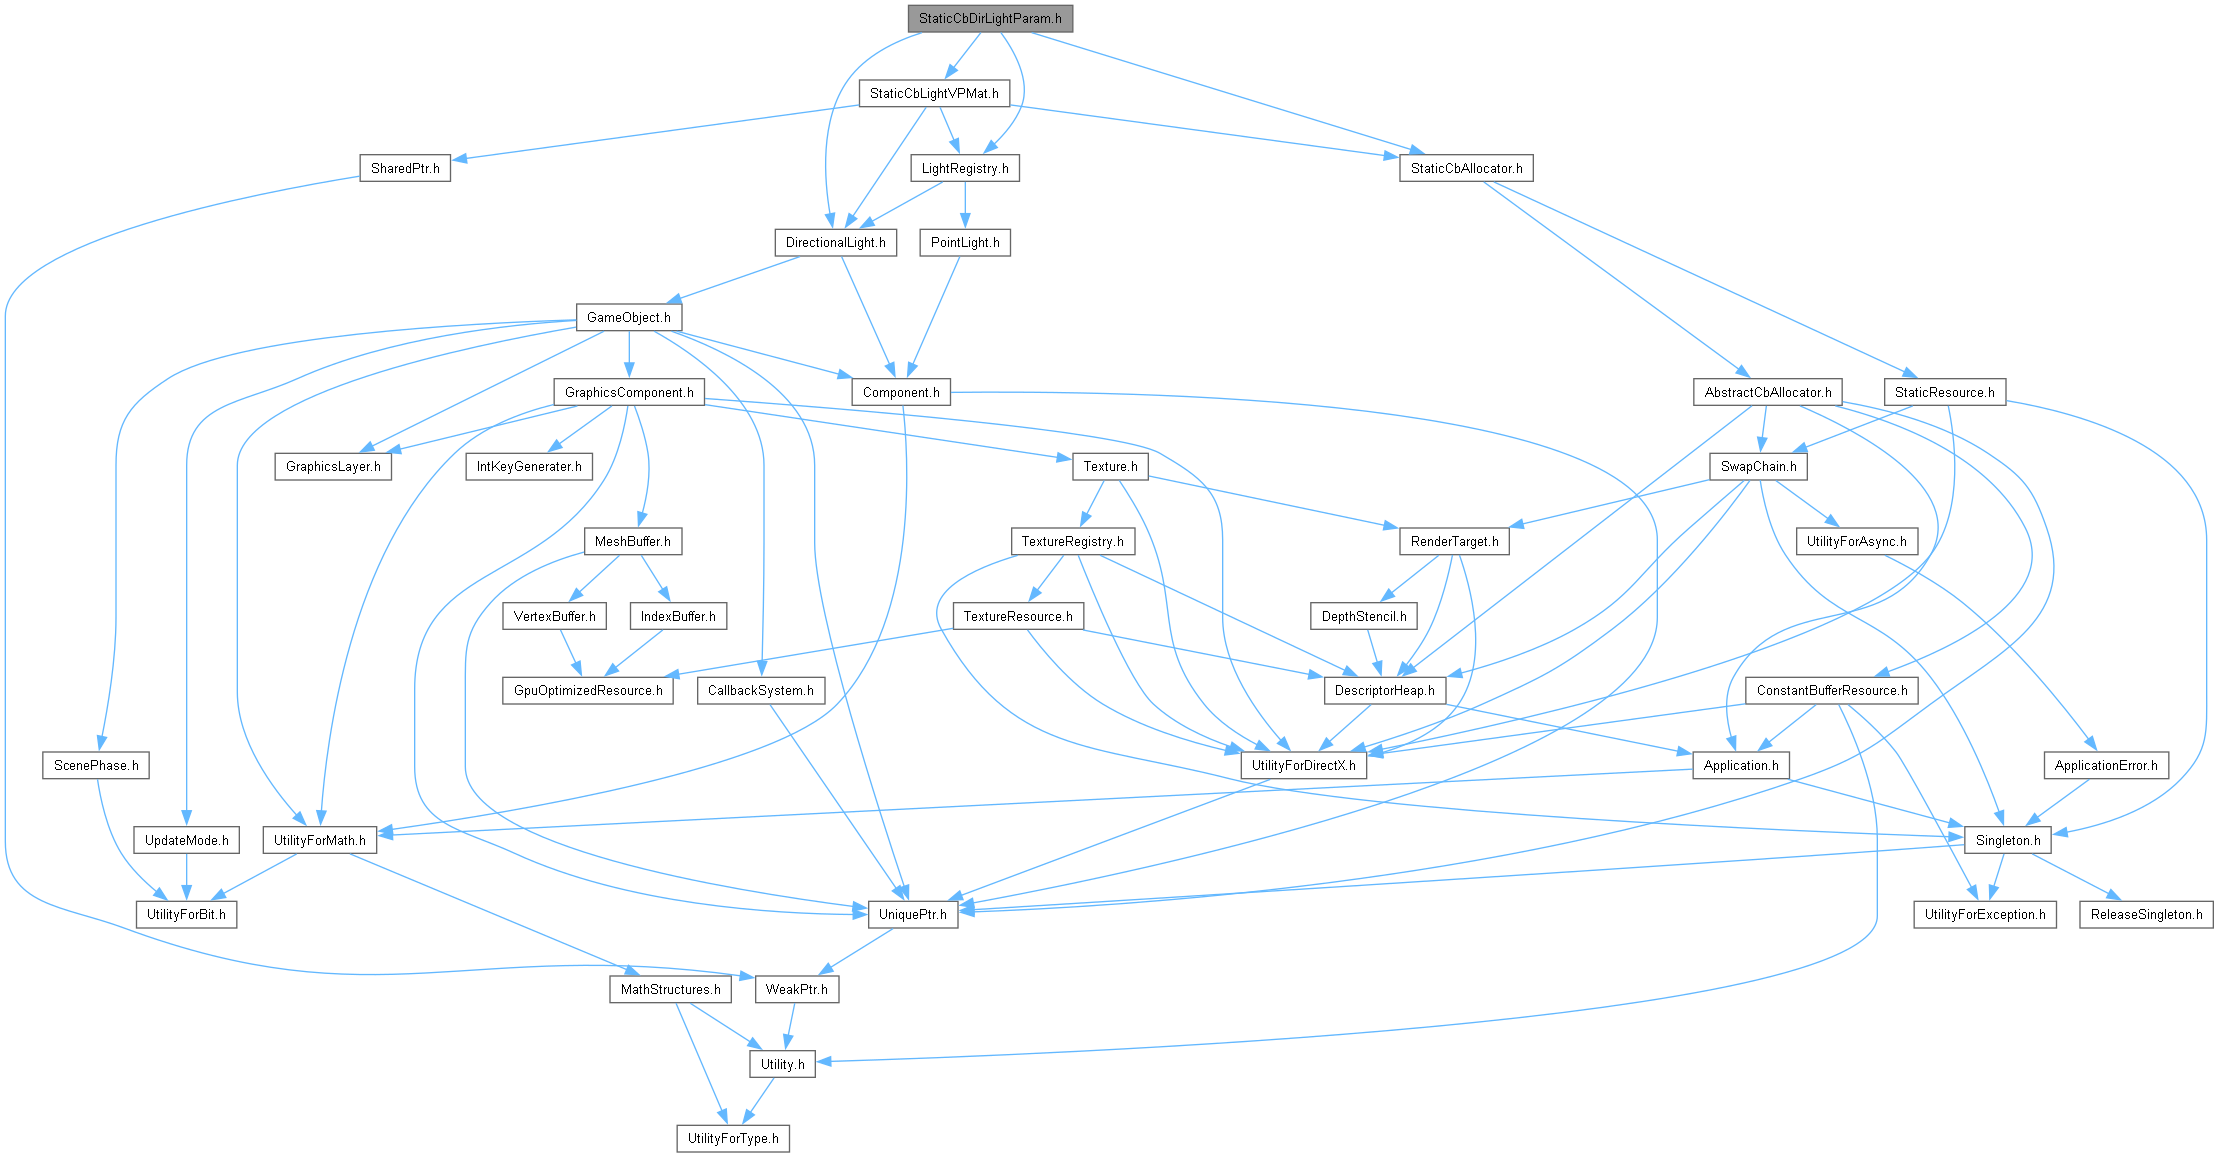 StaticCbDirLightParam.h
StaticCbLightVPMat.h
SharedPtr.h
LightRegistry.h
StaticCbAllocator.h
DirectionalLight.h
PointLight.h
GameObject.h
GraphicsComponent.h
Component.h
AbstractCbAllocator.h
StaticResource.h
GraphicsLayer.h
IntKeyGenerater.h
Texture.h
SwapChain.h
MeshBuffer.h
TextureRegistry.h
RenderTarget.h
UtilityForAsync.h
VertexBuffer.h
IndexBuffer.h
TextureResource.h
DepthStencil.h
GpuOptimizedResource.h
CallbackSystem.h
DescriptorHeap.h
ConstantBufferResource.h
ScenePhase.h
UtilityForDirectX.h
Application.h
ApplicationError.h
UpdateMode.h
UtilityForMath.h
Singleton.h
UtilityForBit.h
UniquePtr.h
UtilityForException.h
ReleaseSingleton.h
MathStructures.h
WeakPtr.h
Utility.h
UtilityForType.h